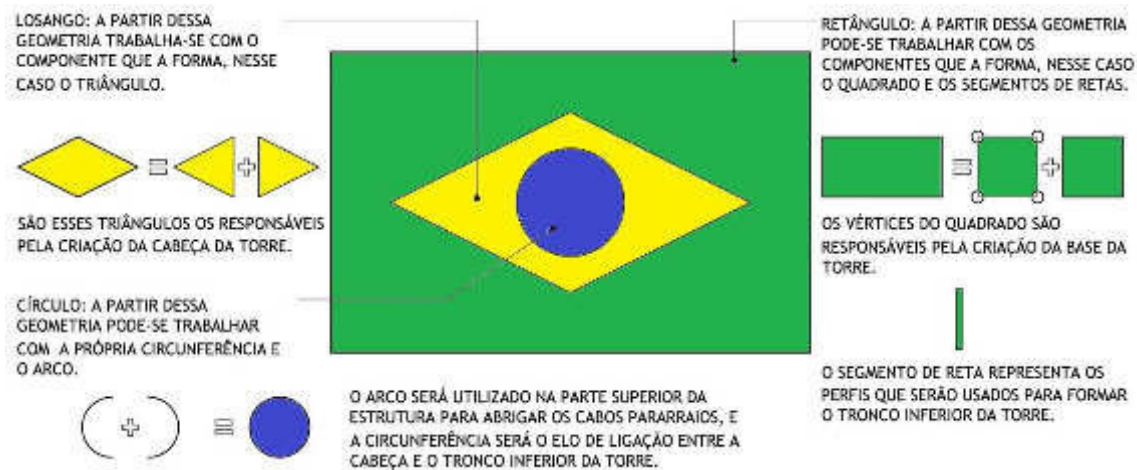 LOSANGO: A PARTIR DESSA
GEOMETRIA TRABALHA-SE COM O
COMPONENTE QUE A FORMA, NESSE
CASO O TRIÂNGULO.
SÃO ESSES TRIÂNGULOS OS RESPONSÁVEIS
PELA CRIAÇÃO DA CABEÇA DA TORRE.
CÍRCULO: A PARTIR DESSA
GEOMETRIA PODE-SE TRABALHAR
COM A PRÓPRIA CIRCUNFERÊNCIA E
O ARCO.
O ARCO SERÁ UTILIZADO NA PARTE SUPERIOR DA
ESTRUTURA PARA ABRIGAR OS CABOS PARARRAIOS, E
A CIRCUNFERÊNCIA SERÁ O ELO DE LIGAÇÃO ENTRE A
CABEÇA E O TRONCO INFERIOR DA TORRE.
RETÂNGULO: A PARTIR DESSA GEOMETRIA
PODE-SE TRABALHAR COM OS
COMPONENTES QUE A FORMA, NESSE CASO
O QUADRADO E OS SEGMENTOS DE RETAS.
OS VÉRTICES DO QUADRADO SÃO
RESPONSÁVEIS PELA CRIAÇÃO DA BASE DA
TORRE.
O SEGMENTO DE RETA REPRESENTA OS
PERFIS QUE SERÃO USADOS PARA FORMAR
O TRONCO INFERIOR DA TORRE.